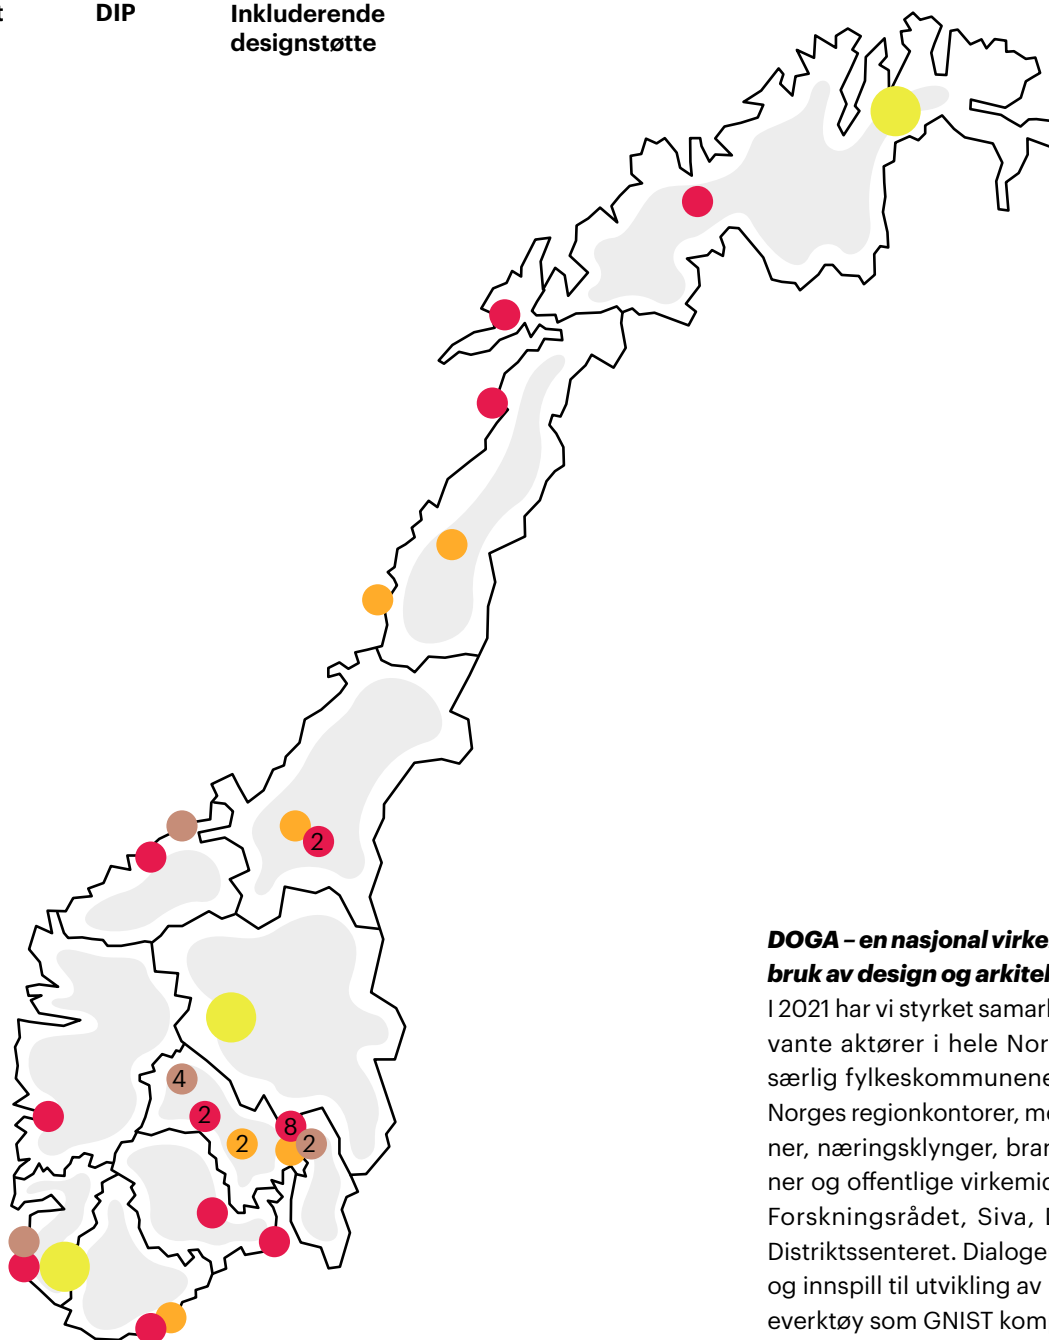 t
DIP
Inkluderende
designstøtte
2
4
2
8
2
2
DOGA – en nasjonal virke
bruk av design og arkitek
I 2021 har vi styrket samarl
vante aktører i hele Nor
særlig fylkeskommunene
Norges regionkontorer, me
ner, næringsklynger, bran
ner og offentlige virkemid
Forskningsrådet, Siva,
Distriktssenteret. Dialoge
og innspill til utvikling av
everktøy som GNIST kom